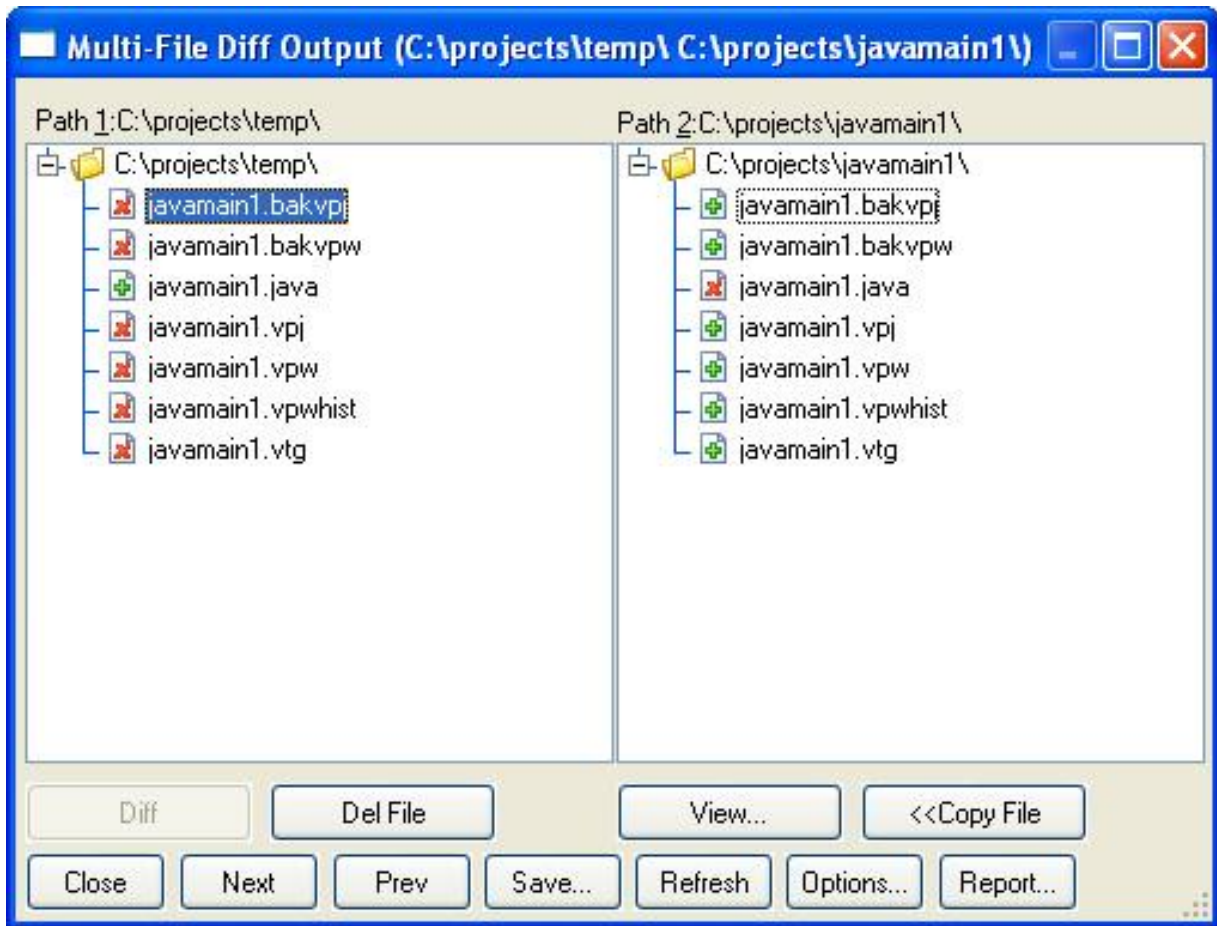 Multi-File Diff Output (C:\projects\temp\ C:\projects\javamain1\)
Path 1:C:\projects\temp\
C:\projects\temp\
javamain1.bakvpj
javamain1.bakvpw
javamain1.java
javamain1.vpj
javamain1.vpw
javamain1.vpwhist
javamain1.vtg
Path 2:C:\projects\javamain1\
C:\projects\javamain1\
javamain1.bakvpj
javamain1.bakvpw
javamain1.java
javamain1.vpj
javamain1.vpw
javamain1.vpwhist
javamain1.vtg
Diff Del File View... <<Copy File
Close Next Prev Save... Refresh Options... Report...